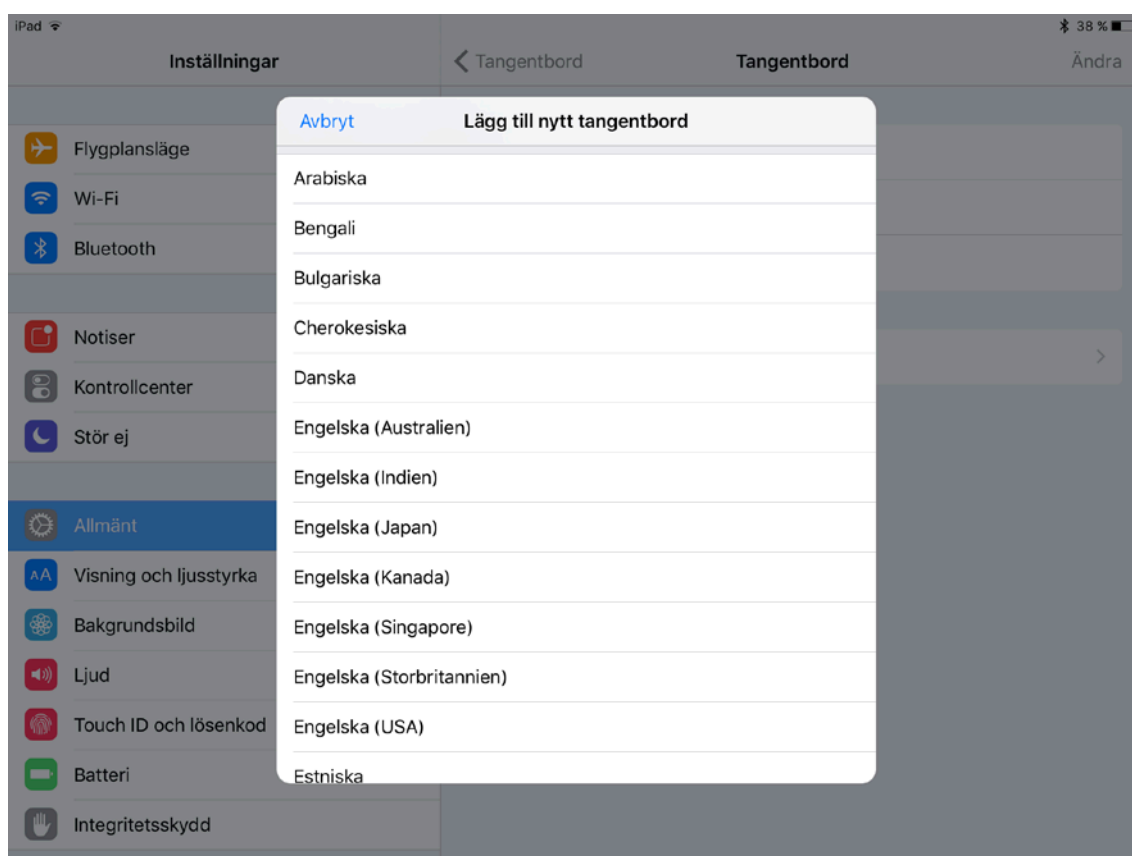 iPad
38 %
Inställningar
Tangentbord
Tangentbord
Ändra
Flygplansläge
Wi-Fi
Bluetooth
Notiser
Kontrollcenter
Stör ej
Allmänt
AA
Visning och ljusstyrka
Bakgrundsbild
Ljud
Touch ID och lösenkod
Batteri
Integritetsskydd
Avbryt
Lägg till nytt tangentbord
Arabiska
Bengali
Bulgariska
Cherokesiska
Danska
Engelska (Australien)
Engelska (Indien)
Engelska (Japan)
Engelska (Kanada)
Engelska (Singapore)
Engelska (Storbritannien)
Engelska (USA)
Estniska